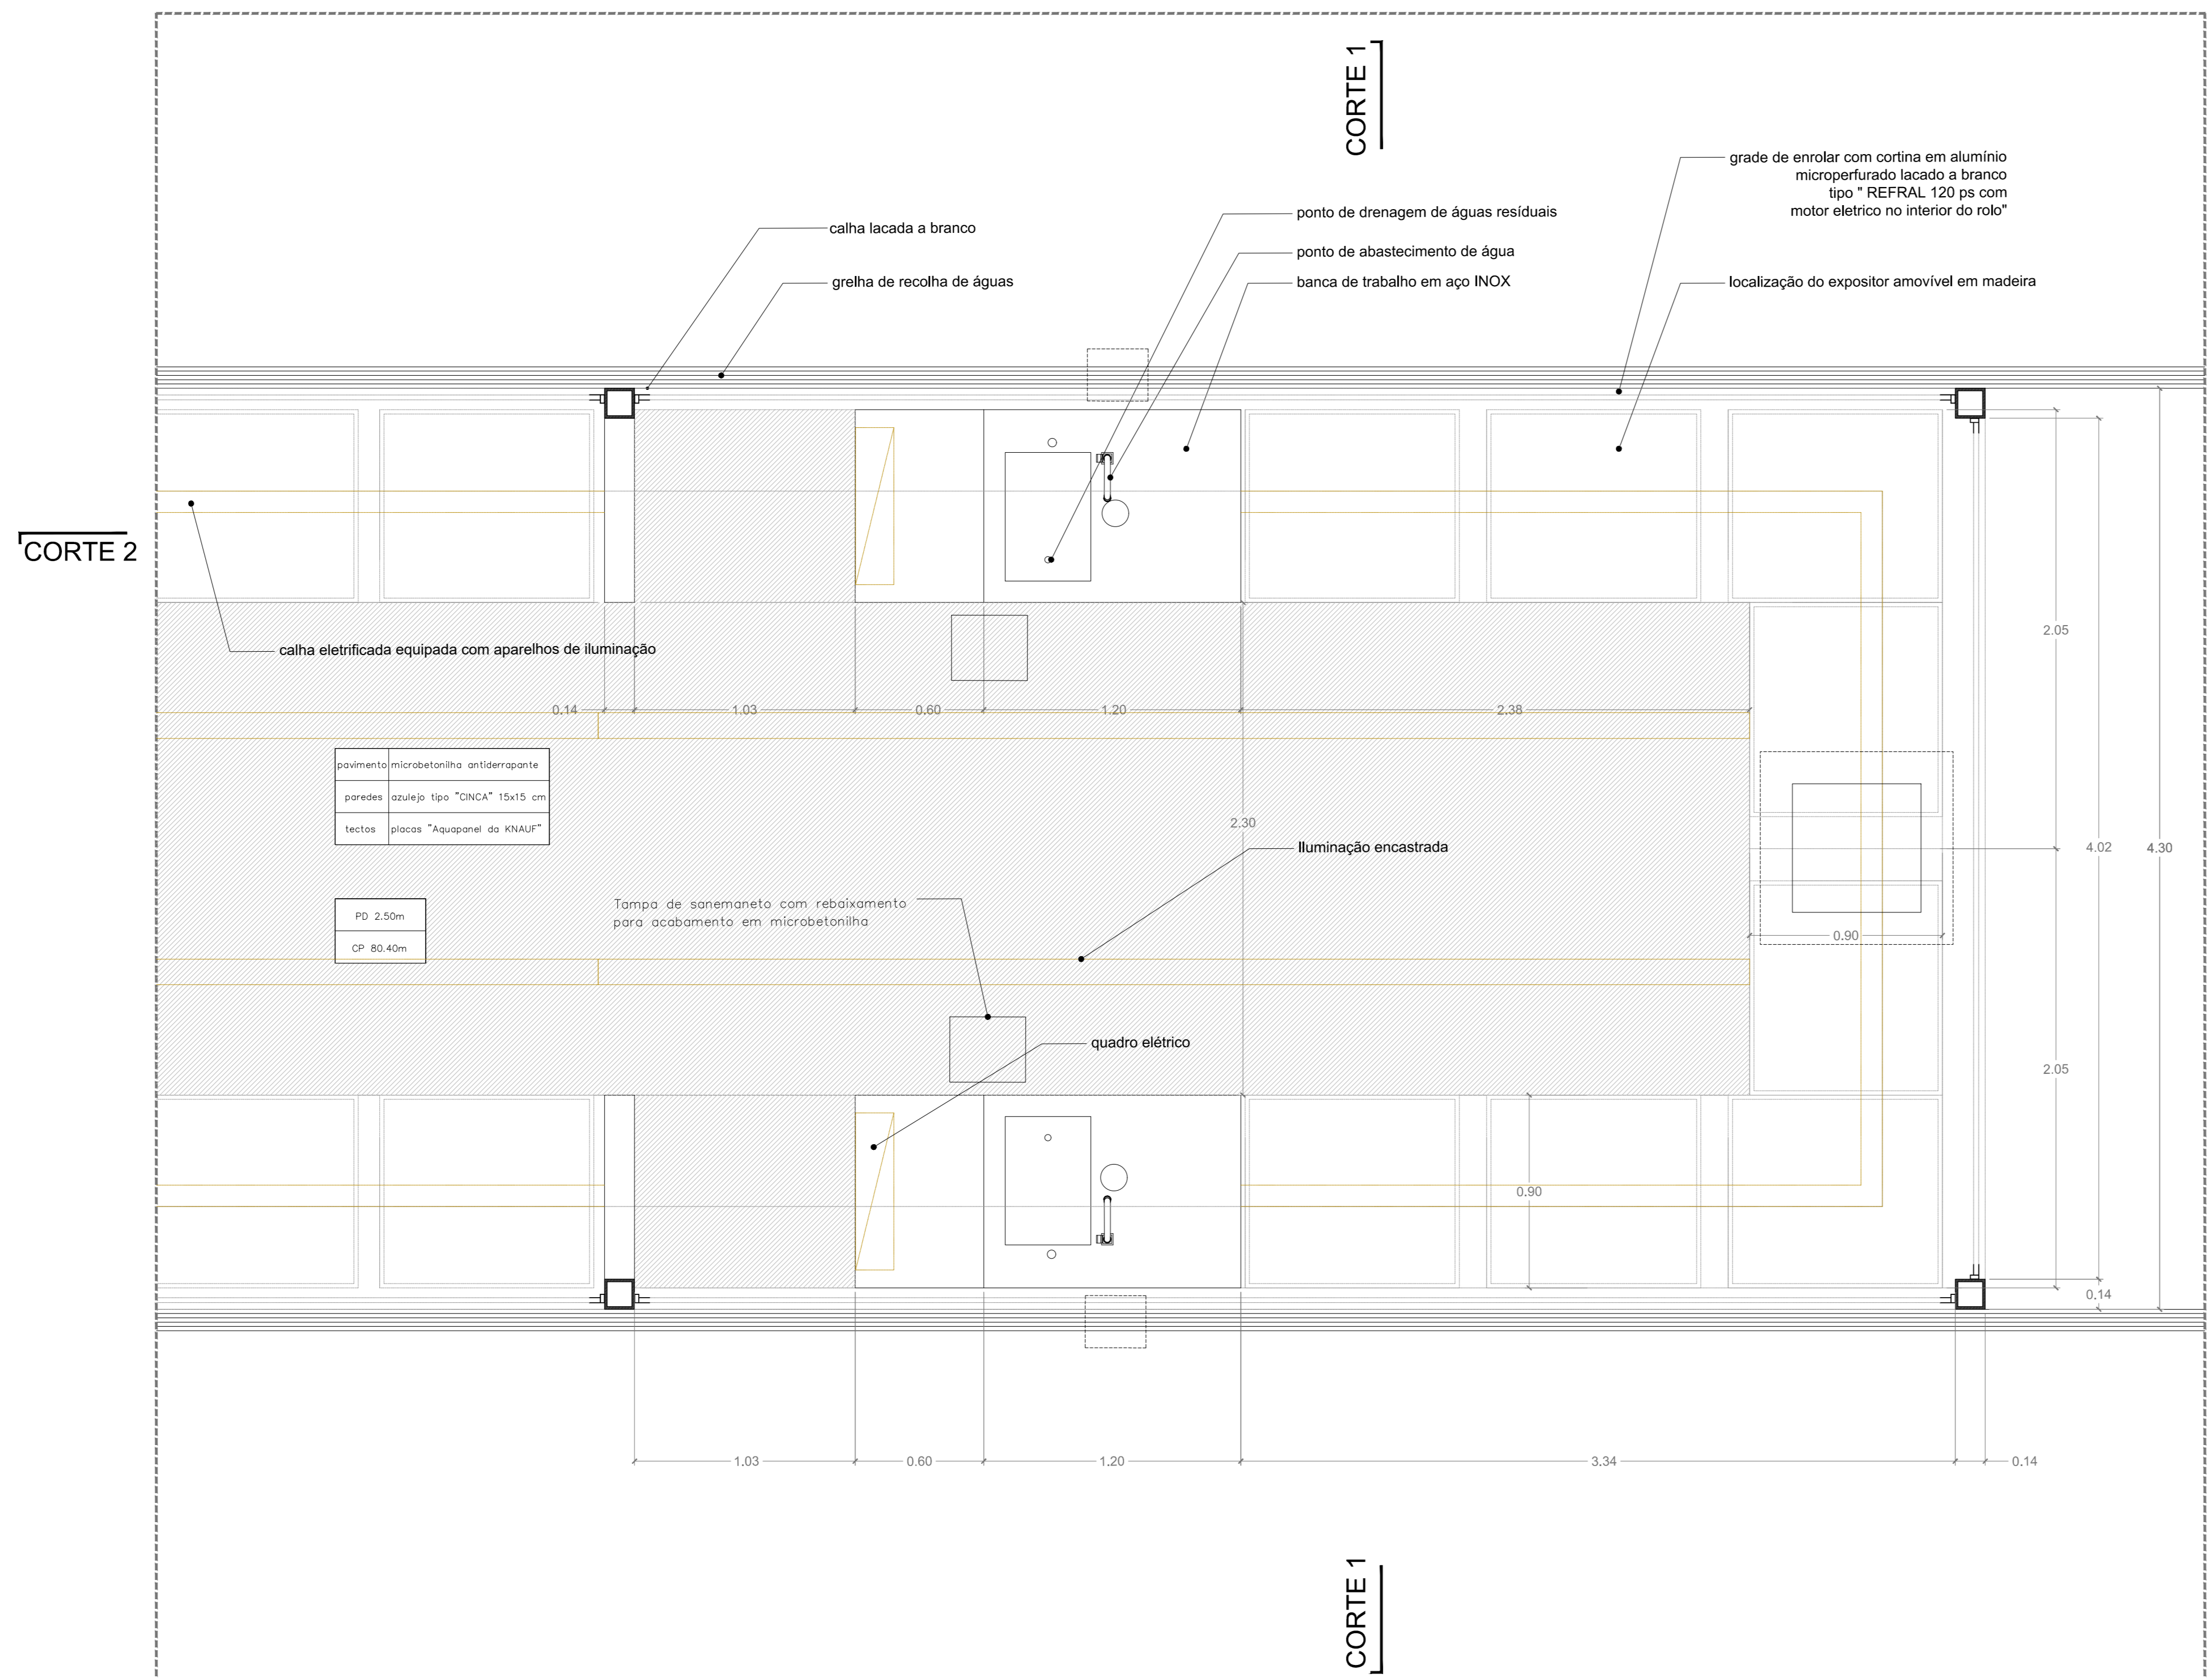 CORTE 1
grade de enrolar com cortina em alumínio
microperfurado lacado a branco
tipo " REFRAL 120 ps com
motor eletrico no interior do rolo"
ponto de drenagem de águas resíduais
calha lacada a branco
ponto de abastecimento de água
grelha de recolha de águas
banca de trabalho em aço INOX
localização do expositor amovível em madeira
CORTE 2
calha eletrificada equipada com aparelhos de iluminação
2.05
0.14
1.03
0.60
1.20
2.38
pavimento microbetonilha antiderrapante
paredes azulejo tipo "CINCA" 15x15 cm
tectos placas "Aquapanel da KNAUF"
2.30
Iluminação encastrada
4.02
4.30
Tampa de sanemaneto com rebaixamento
para acabamento em microbetonilha
PD 2.50m
CP 80.40m
0.90
quadro elétrico
2.05
0.90
0.14
1.03
0.60
1.20
3.34
0.14
CORTE 1